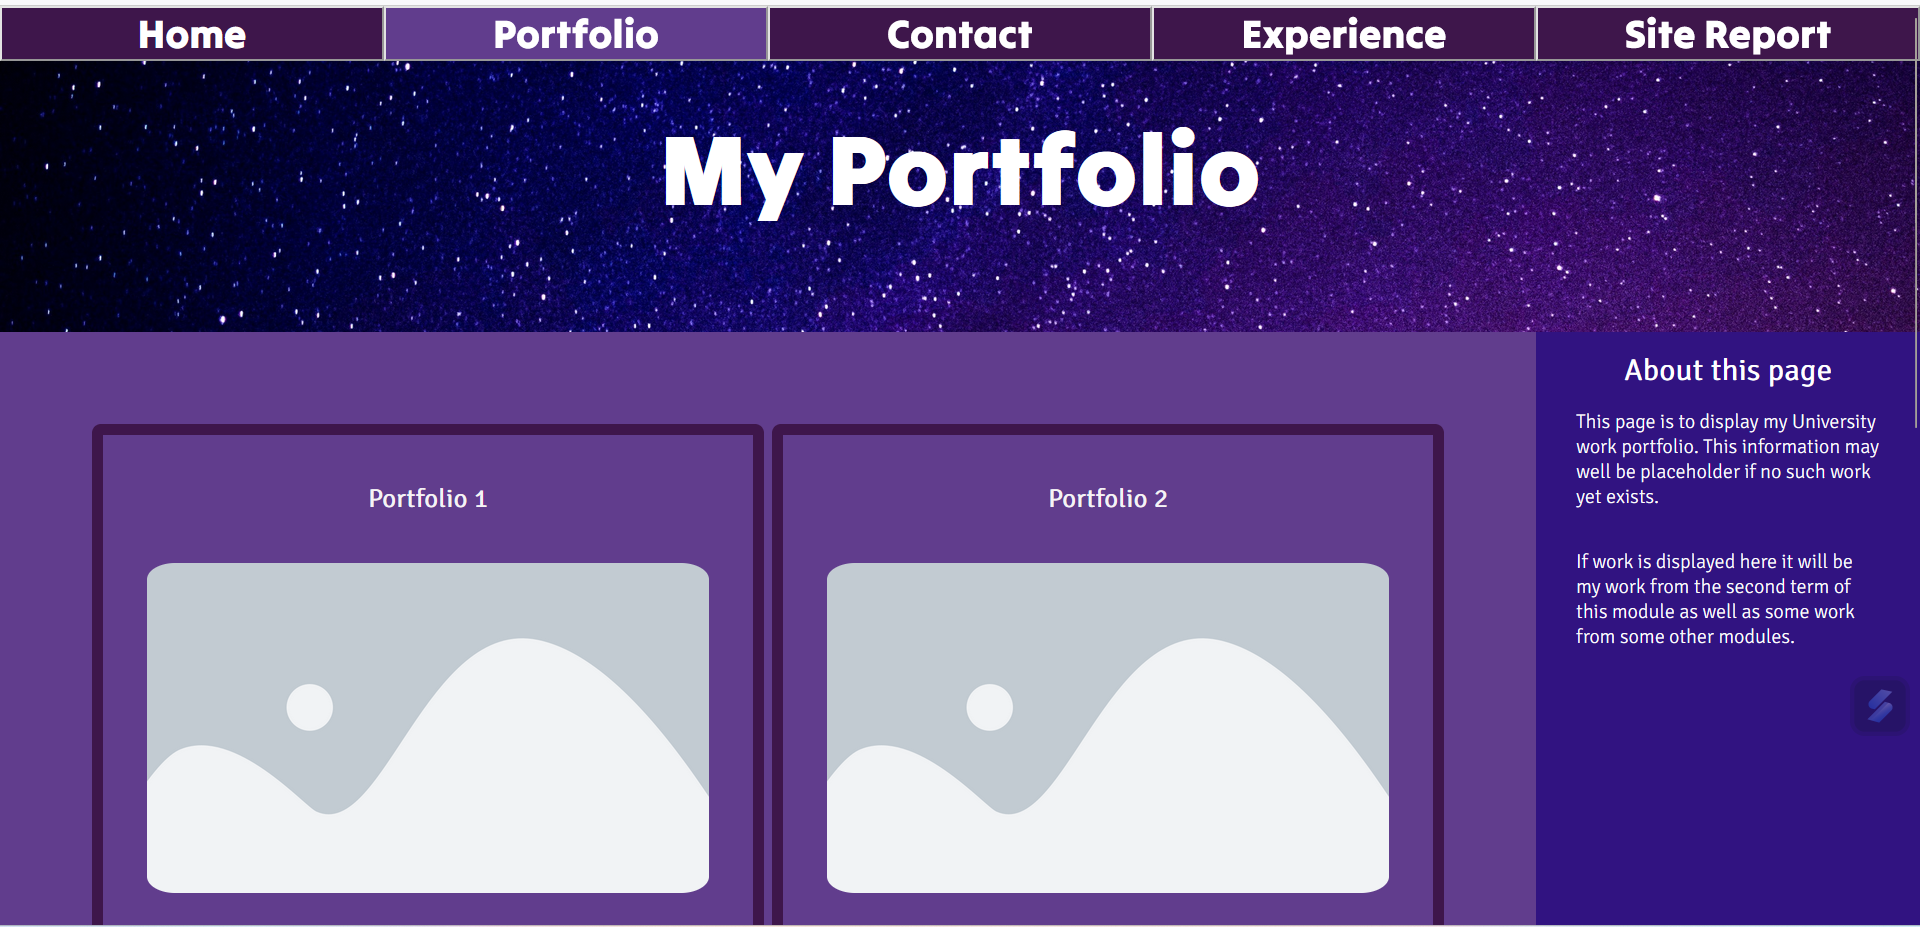 Home
Portfolio
Contact
Experience
Site Report
My Portfolio
Portfolio 1
Portfolio 2
About this page
This page is to display my University
work portfolio. This information may
well be placeholder if no such work
yet exists.
If work is displayed here it will be
my work from the second term of
this module as well as some work
from some other modules.